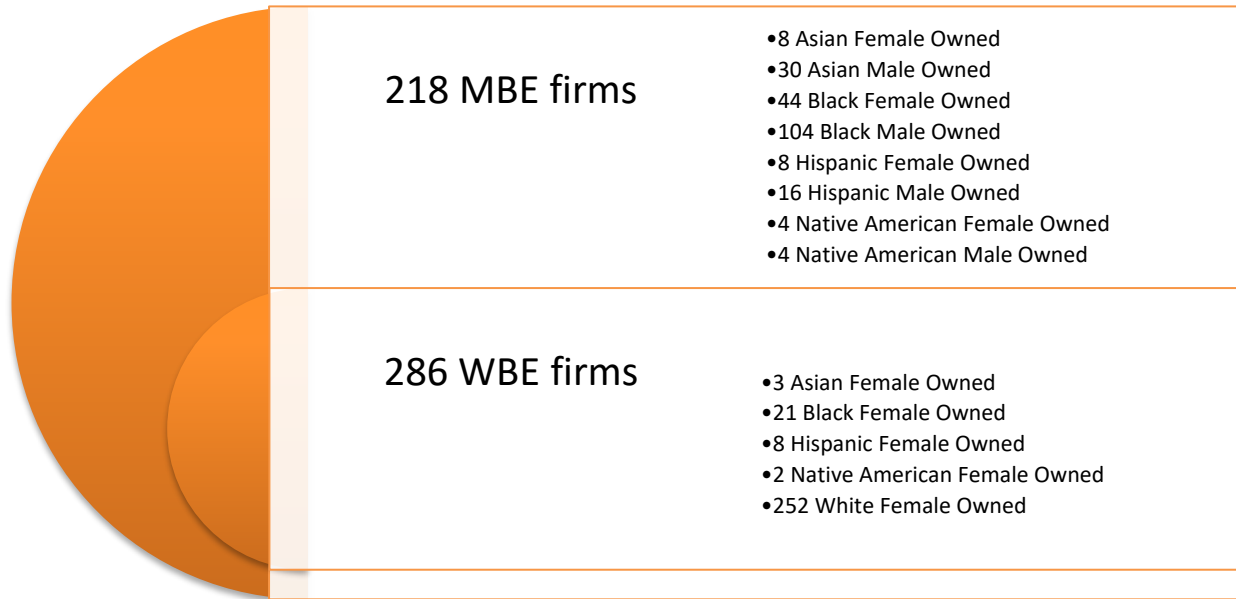 218 MBE firms
•8 Asian Female Owned
•30 Asian Male Owned
•44 Black Female Owned
•104 Black Male Owned
•8 Hispanic Female Owned
•16 Hispanic Male Owned
•4 Native American Female Owned
•4 Native American Male Owned
286 WBE firms
•3 Asian Female Owned
•21 Black Female Owned
•8 Hispanic Female Owned
•2 Native American Female Owned
•252 White Female Owned